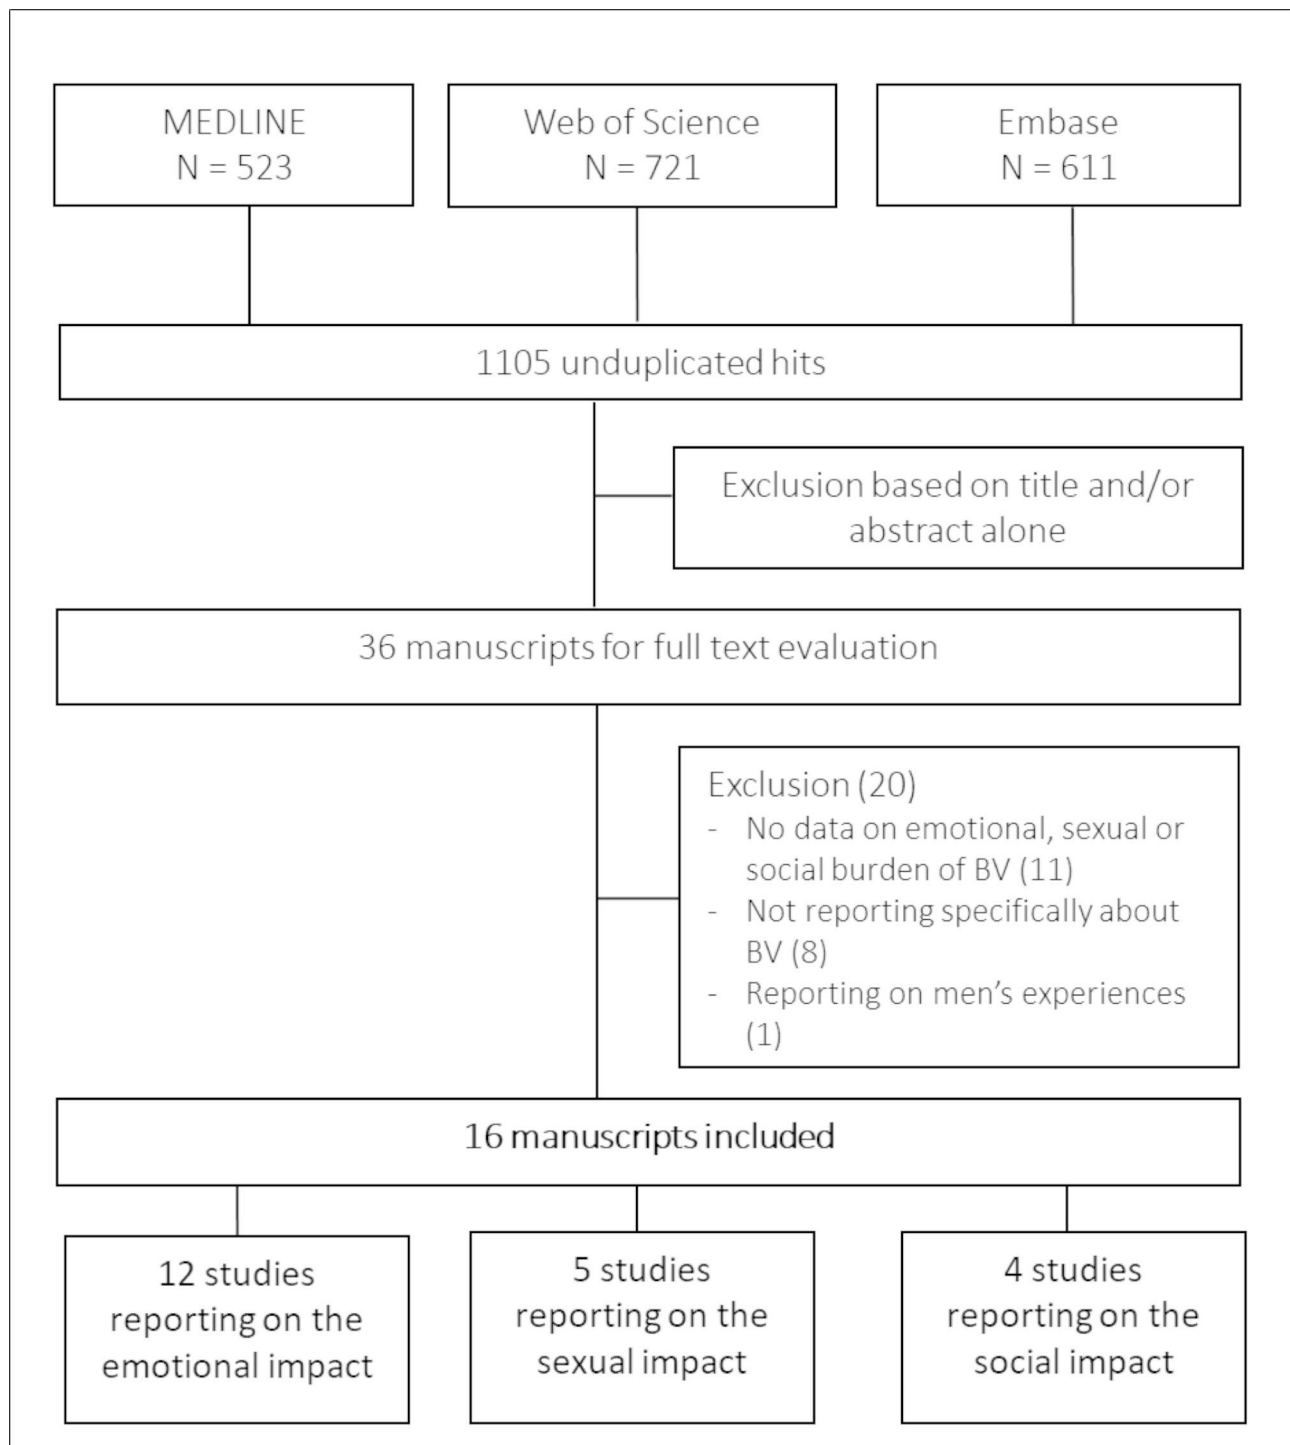 MEDLINE
N = 523
Web of Science
N = 721
Embase
N = 611
1105 unduplicated hits
Exclusion based on title and/or
abstract alone
36 manuscripts for full text evaluation
Exclusion (20)
- No data on emotional, sexual or
social burden of BV (11)
- Not reporting specifically about
BV (8)
- Reporting on men’s experiences
(1)
16 manuscripts included
12 studies
reporting on the
emotional impact
5 studies
reporting on the
sexual impact
4 studies
reporting on the
social impact